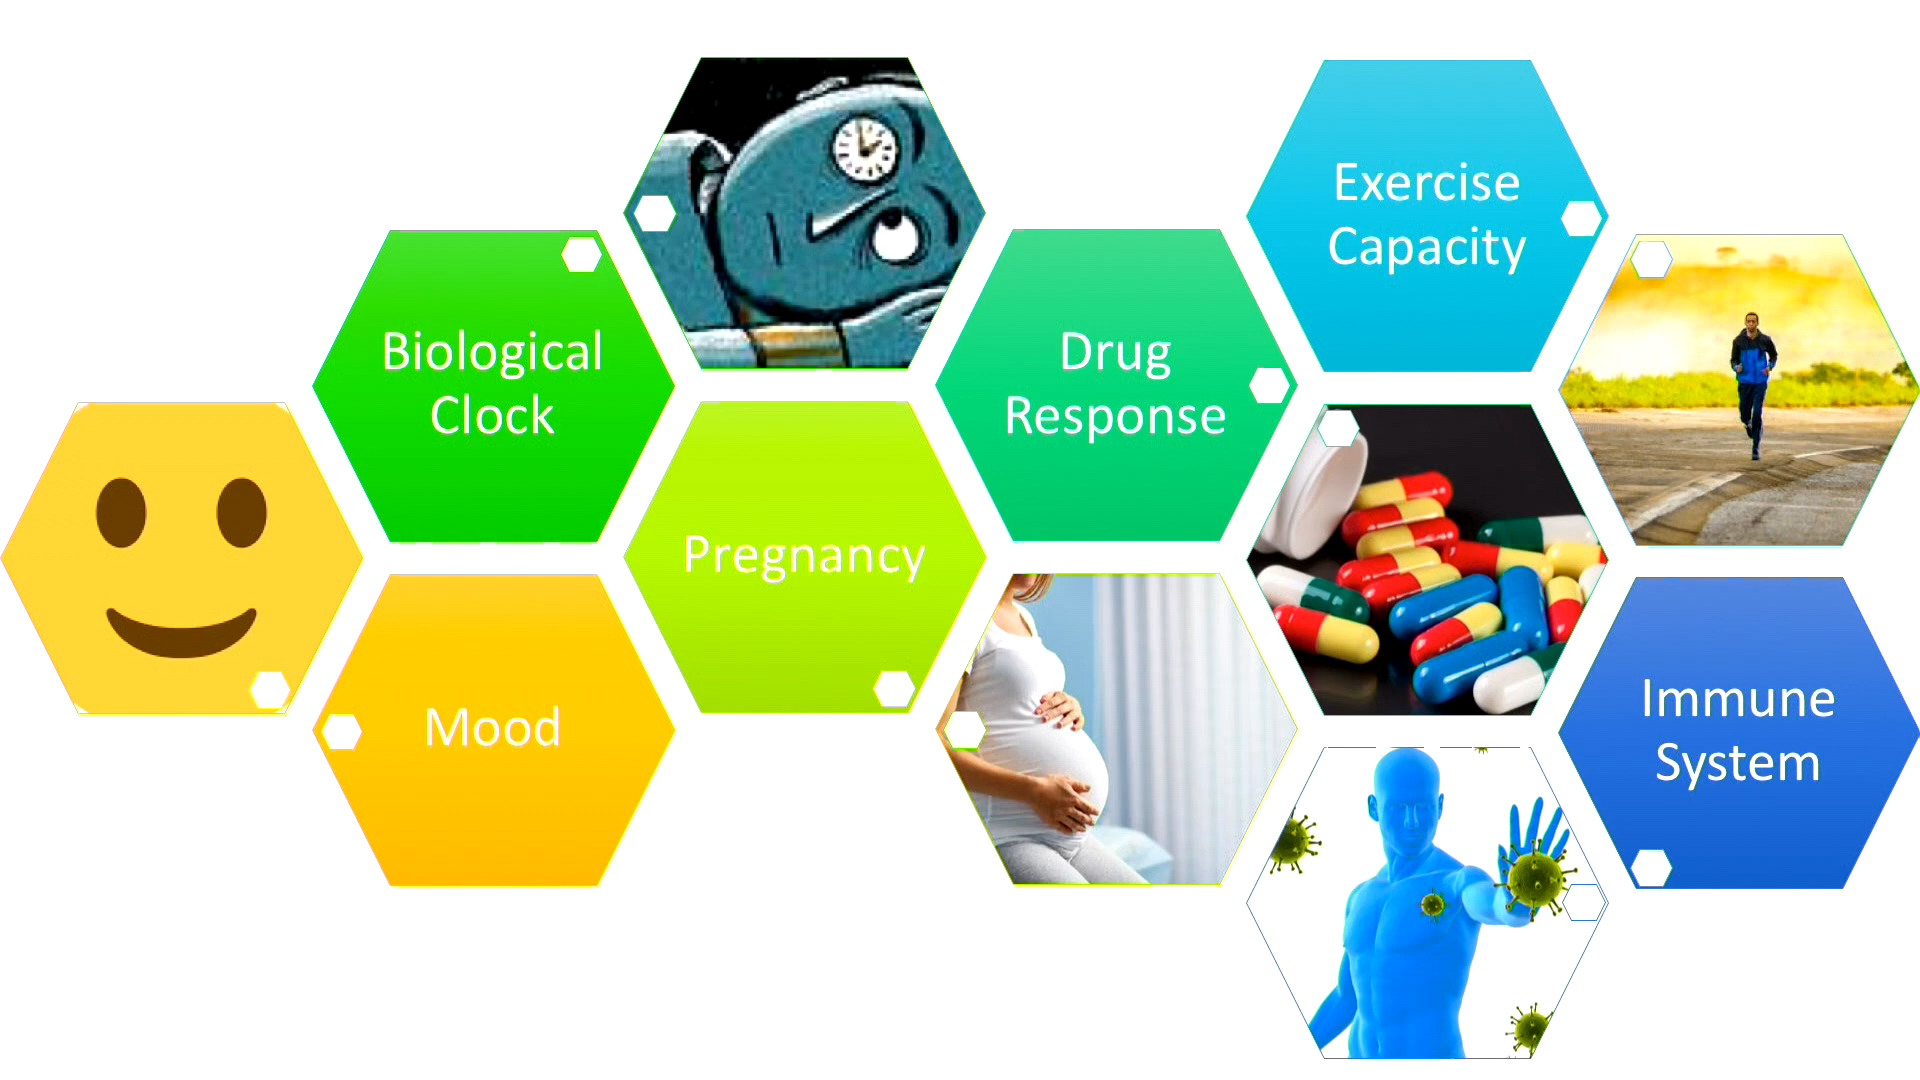 Biological
Clock
Mood
Pregnancy
Drug
Response
Exercise
Capacity
Immune
System